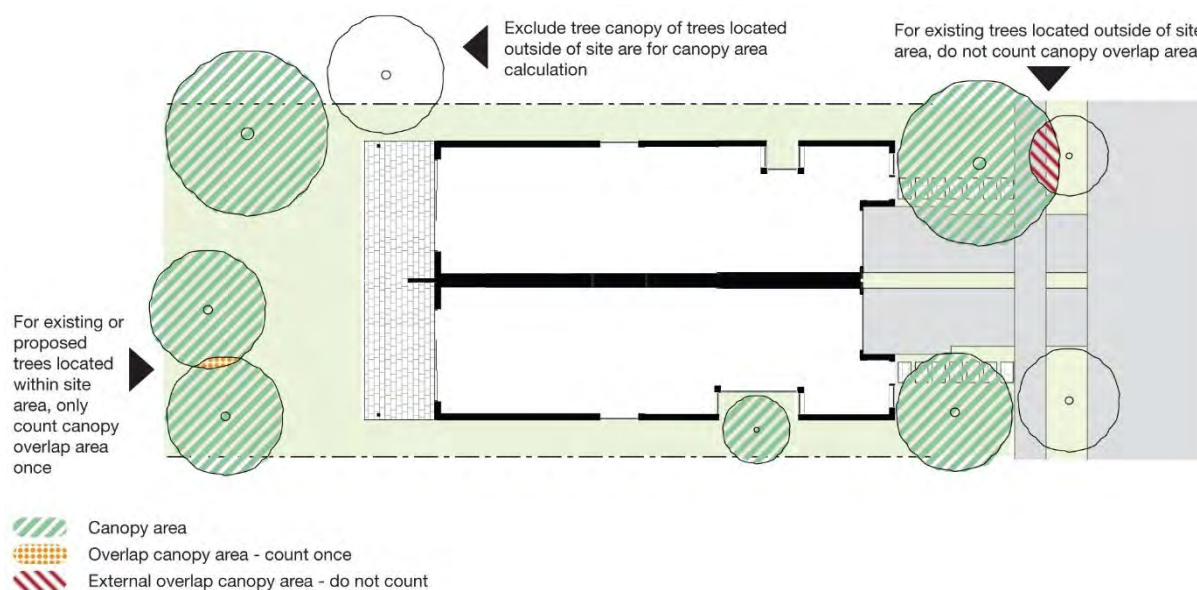 Exclude tree canopy of trees located
outside of site are for canopy area
calculation
For existing trees located outside of site
area, do not count canopy overlap area
For existing or
proposed
trees located
within site
area, only
count canopy
overlap area
once
Canopy area
Overlap canopy area - count once
External overlap canopy area - do not count